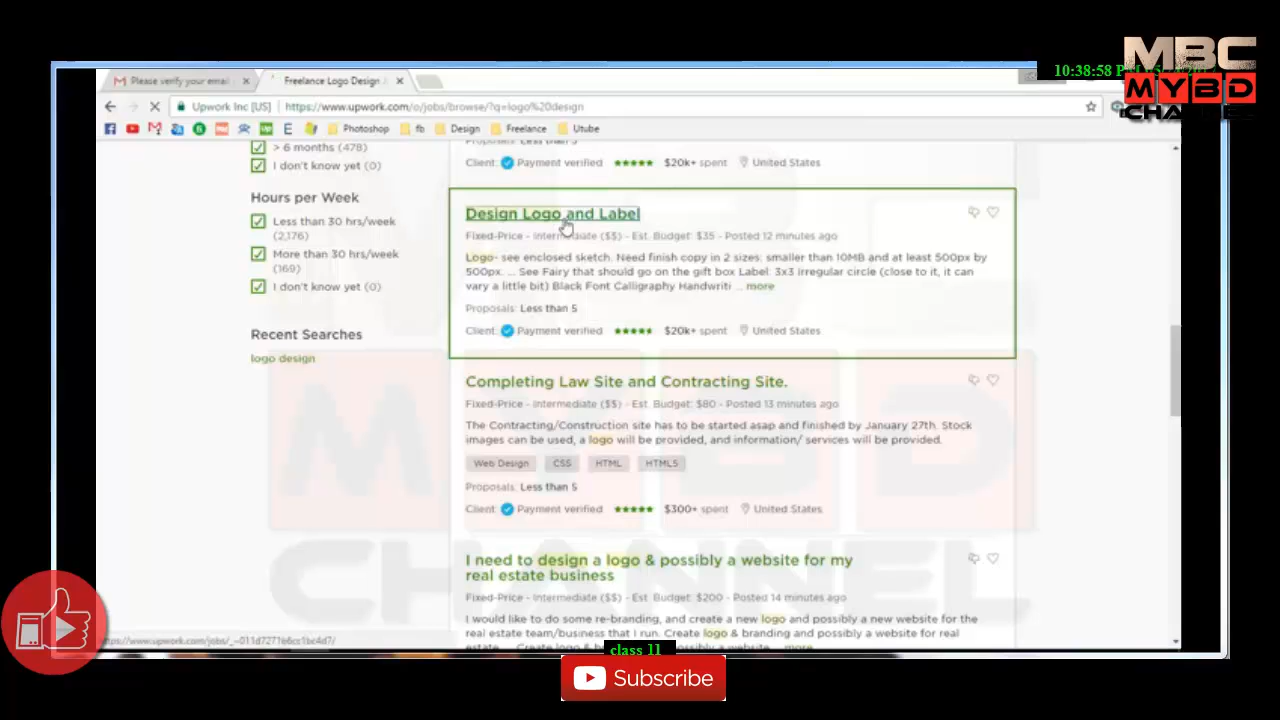 MBC
MYBD
CHANNEL
10:38:58 P
Please verify your email
Freelance Logo Design
Upwork Inc [US]
https://www.upwork.com/o/jobs/browse/?q=logo%20design
Photoshop
fb
Design
Freelance
Utube
> 6 months (478)
I don't know yet (0)
Hours per Week
Less than 30 hrs/week
(2,176)
More than 30 hrs/week
(169)
I don't know yet (0)
Recent Searches
logo design
Proposals: Less than 5
Client: Payment verified ★★★★★ $20k+ spent United States
Design Logo and Label
Fixed-Price - Intermediate ($$) - Est. Budget: $35 - Posted 12 minutes ago
Logo- see enclosed sketch. Need finish copy in 2 sizes: smaller than 10MB and at least 500px by
500px. ... See Fairy that should go on the gift box Label: 3x3 Irregular circle (close to it, it can
vary a little bit) Black Font Calligraphy Handwriti ... more
Proposals: Less than 5
Client: Payment verified ★★★★★ $20k+ spent United States
Completing Law Site and Contracting Site.
Fixed-Price - Intermediate ($$) - Est. Budget: $80 - Posted 13 minutes ago
The Contracting/Construction site has to be started asap and finished by January 27th. Stock
images can be used, a logo will be provided, and information/ services will be provided.
Web Design CSS HTML HTML5
Proposals: Less than 5
Client: Payment verified ★★★★★ $300+ spent United States
I need to design a logo & possibly a website for my
real estate business
Fixed-Price - Intermediate ($$) - Est. Budget: $200 - Posted 14 minutes ago
I would like to do some re-branding, and create a new logo and possibly a new website for the
real estate team/business that I run. Create logo & branding and possibly a website for real
estate. ... Create logo & possibly a website ... more
MYBD
CHANNEL
class 11
Subscribe